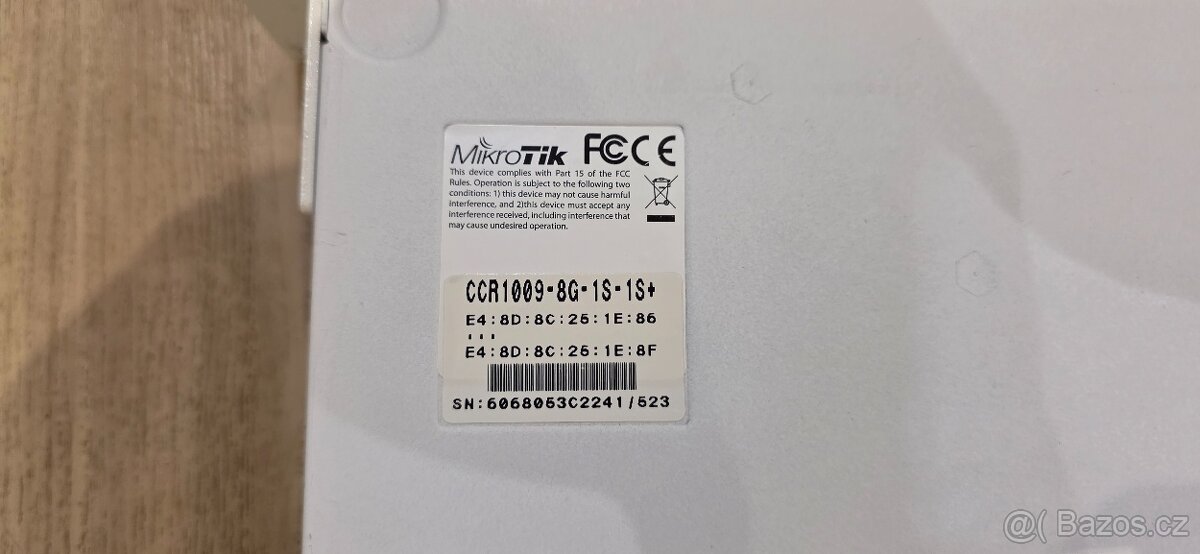 MikroTik FC CE
This device complies with Part 15 of the FCC
Rules. Operation is subject to the following two
conditions: 1) this device may not cause harmful
interference, and 2)this device must accept any
interference received, including interference that
may cause undesired operation.
CCR1009-8G-1S-1S+
E4:8D:8C:26:1E:86
...
E4:8D:8C:26:1E:8F
SN:6068053C2241/523
@( Bazos.cz